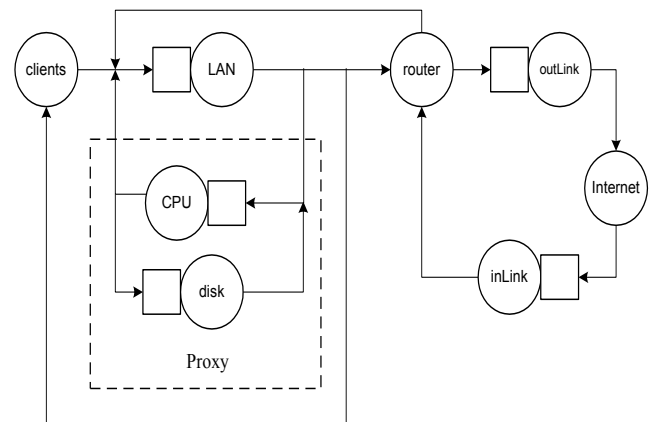 clients
LAN
router
outLink
CPU
Internet
inLink
disk
Proxy